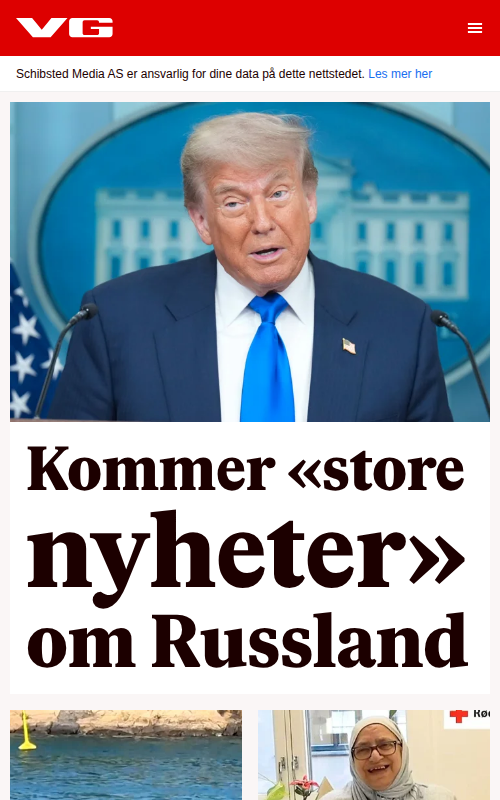 VG
Schibsted Media AS er ansvarlig for dine data på dette nettstedet. Les mer her
Kommer «store
nyheter»
om Russland